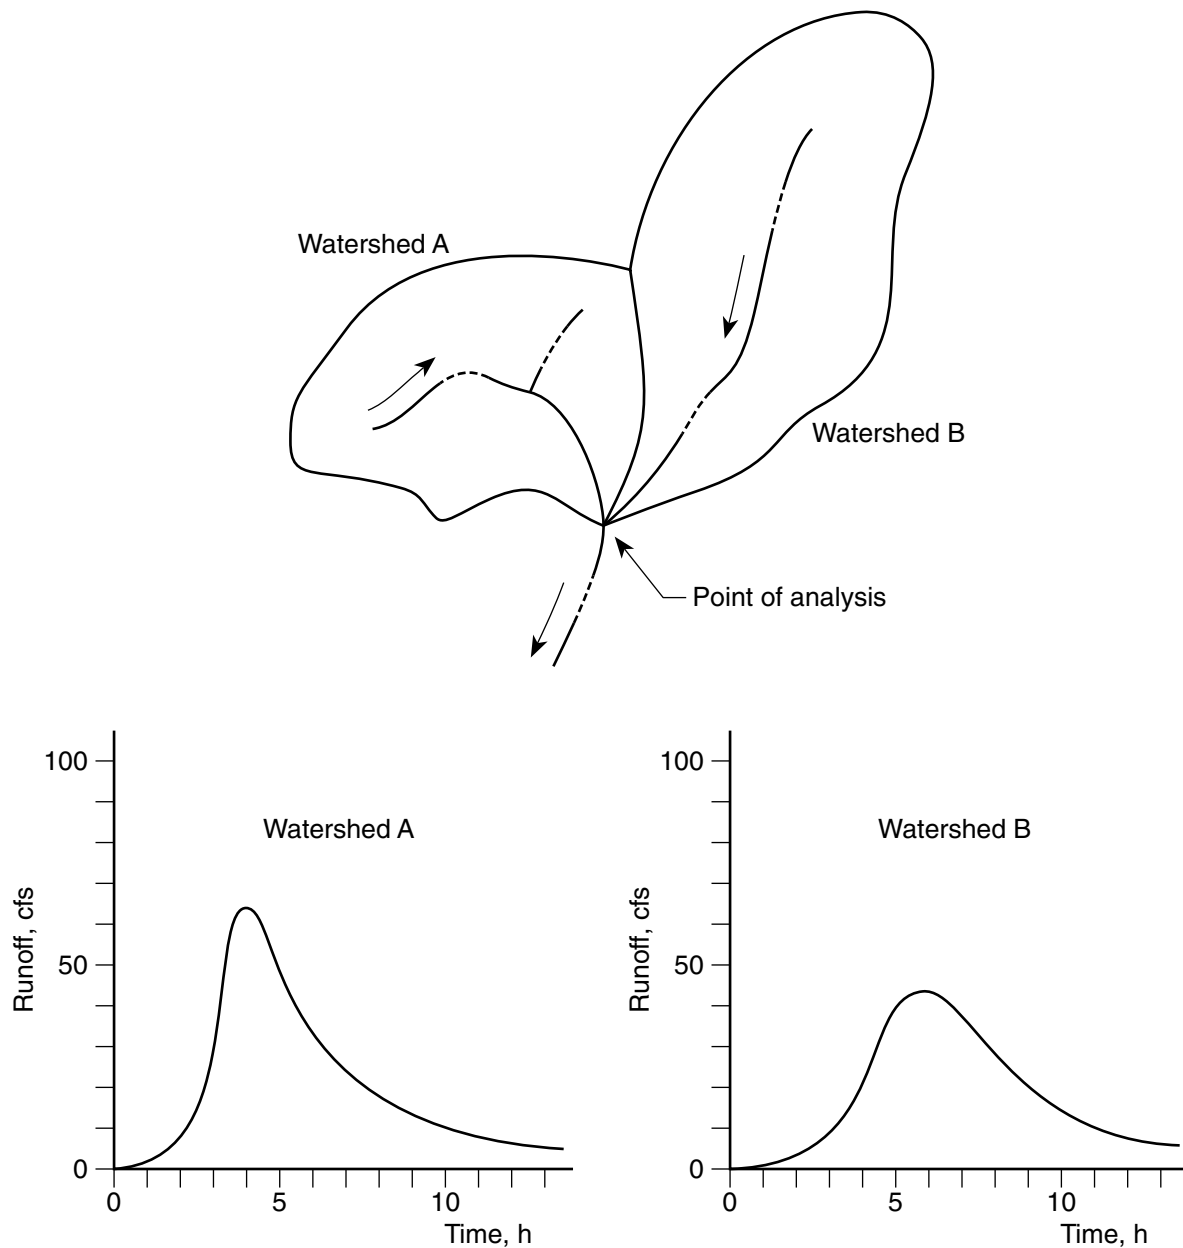 Watershed A
Watershed B
Point of analysis
100
Watershed A
50
Runoff, cfs
0
0
5
10
Time, h
100
Watershed B
50
Runoff, cfs
0
0
5
10
Time, h